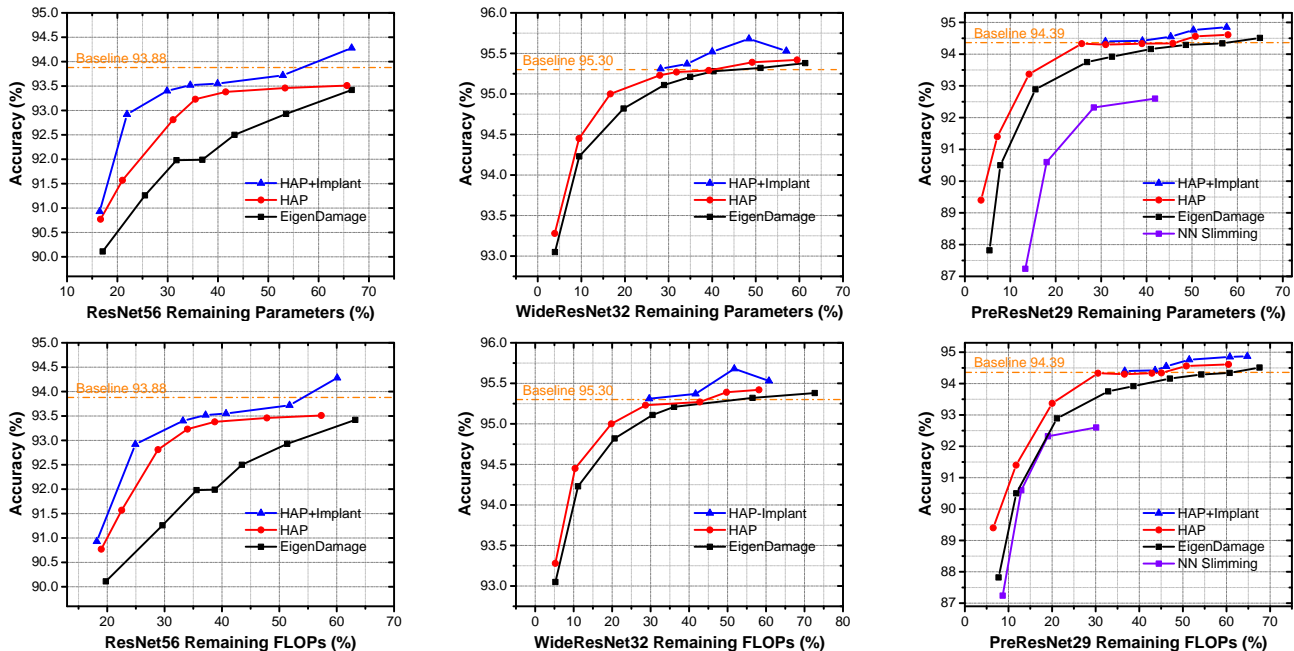 95.0
94.5
94.0
93.5
93.0
92.5
92.0
91.5
91.0
90.5
90.0
Accuracy (%)
Baseline 93.88
HAP+Implant
HAP
EigenDamage
10 20 30 40 50 60 70
ResNet56 Remaining Parameters (%)
96.0
95.5
95.0
94.5
94.0
93.5
93.0
Accuracy (%)
Baseline 95.30
HAP+Implant
HAP
EigenDamage
0 10 20 30 40 50 60 70
WideResNet32 Remaining Parameters (%)
95
94
93
92
91
90
89
88
87
Accuracy (%)
Baseline 94.39
HAP+Implant
HAP
EigenDamage
NN Slimming
0 10 20 30 40 50 60 70
PreResNet29 Remaining Parameters (%)
95.0
94.5
94.0
93.5
93.0
92.5
92.0
91.5
91.0
90.5
90.0
Accuracy (%)
Baseline 93.88
HAP+Implant
HAP
EigenDamage
20 30 40 50 60 70
ResNet56 Remaining FLOPs (%)
96.0
95.5
95.0
94.5
94.0
93.5
93.0
Accuracy (%)
Baseline 95.30
HAP-Implant
HAP
EigenDamage
0 10 20 30 40 50 60 70 80
WideResNet32 Remaining FLOPs (%)
95
94
93
92
91
90
89
88
87
Accuracy (%)
Baseline 94.39
HAP+Implant
HAP
EigenDamage
NN Slimming
0 10 20 30 40 50 60 70
PreResNet29 Remaining FLOPs (%)